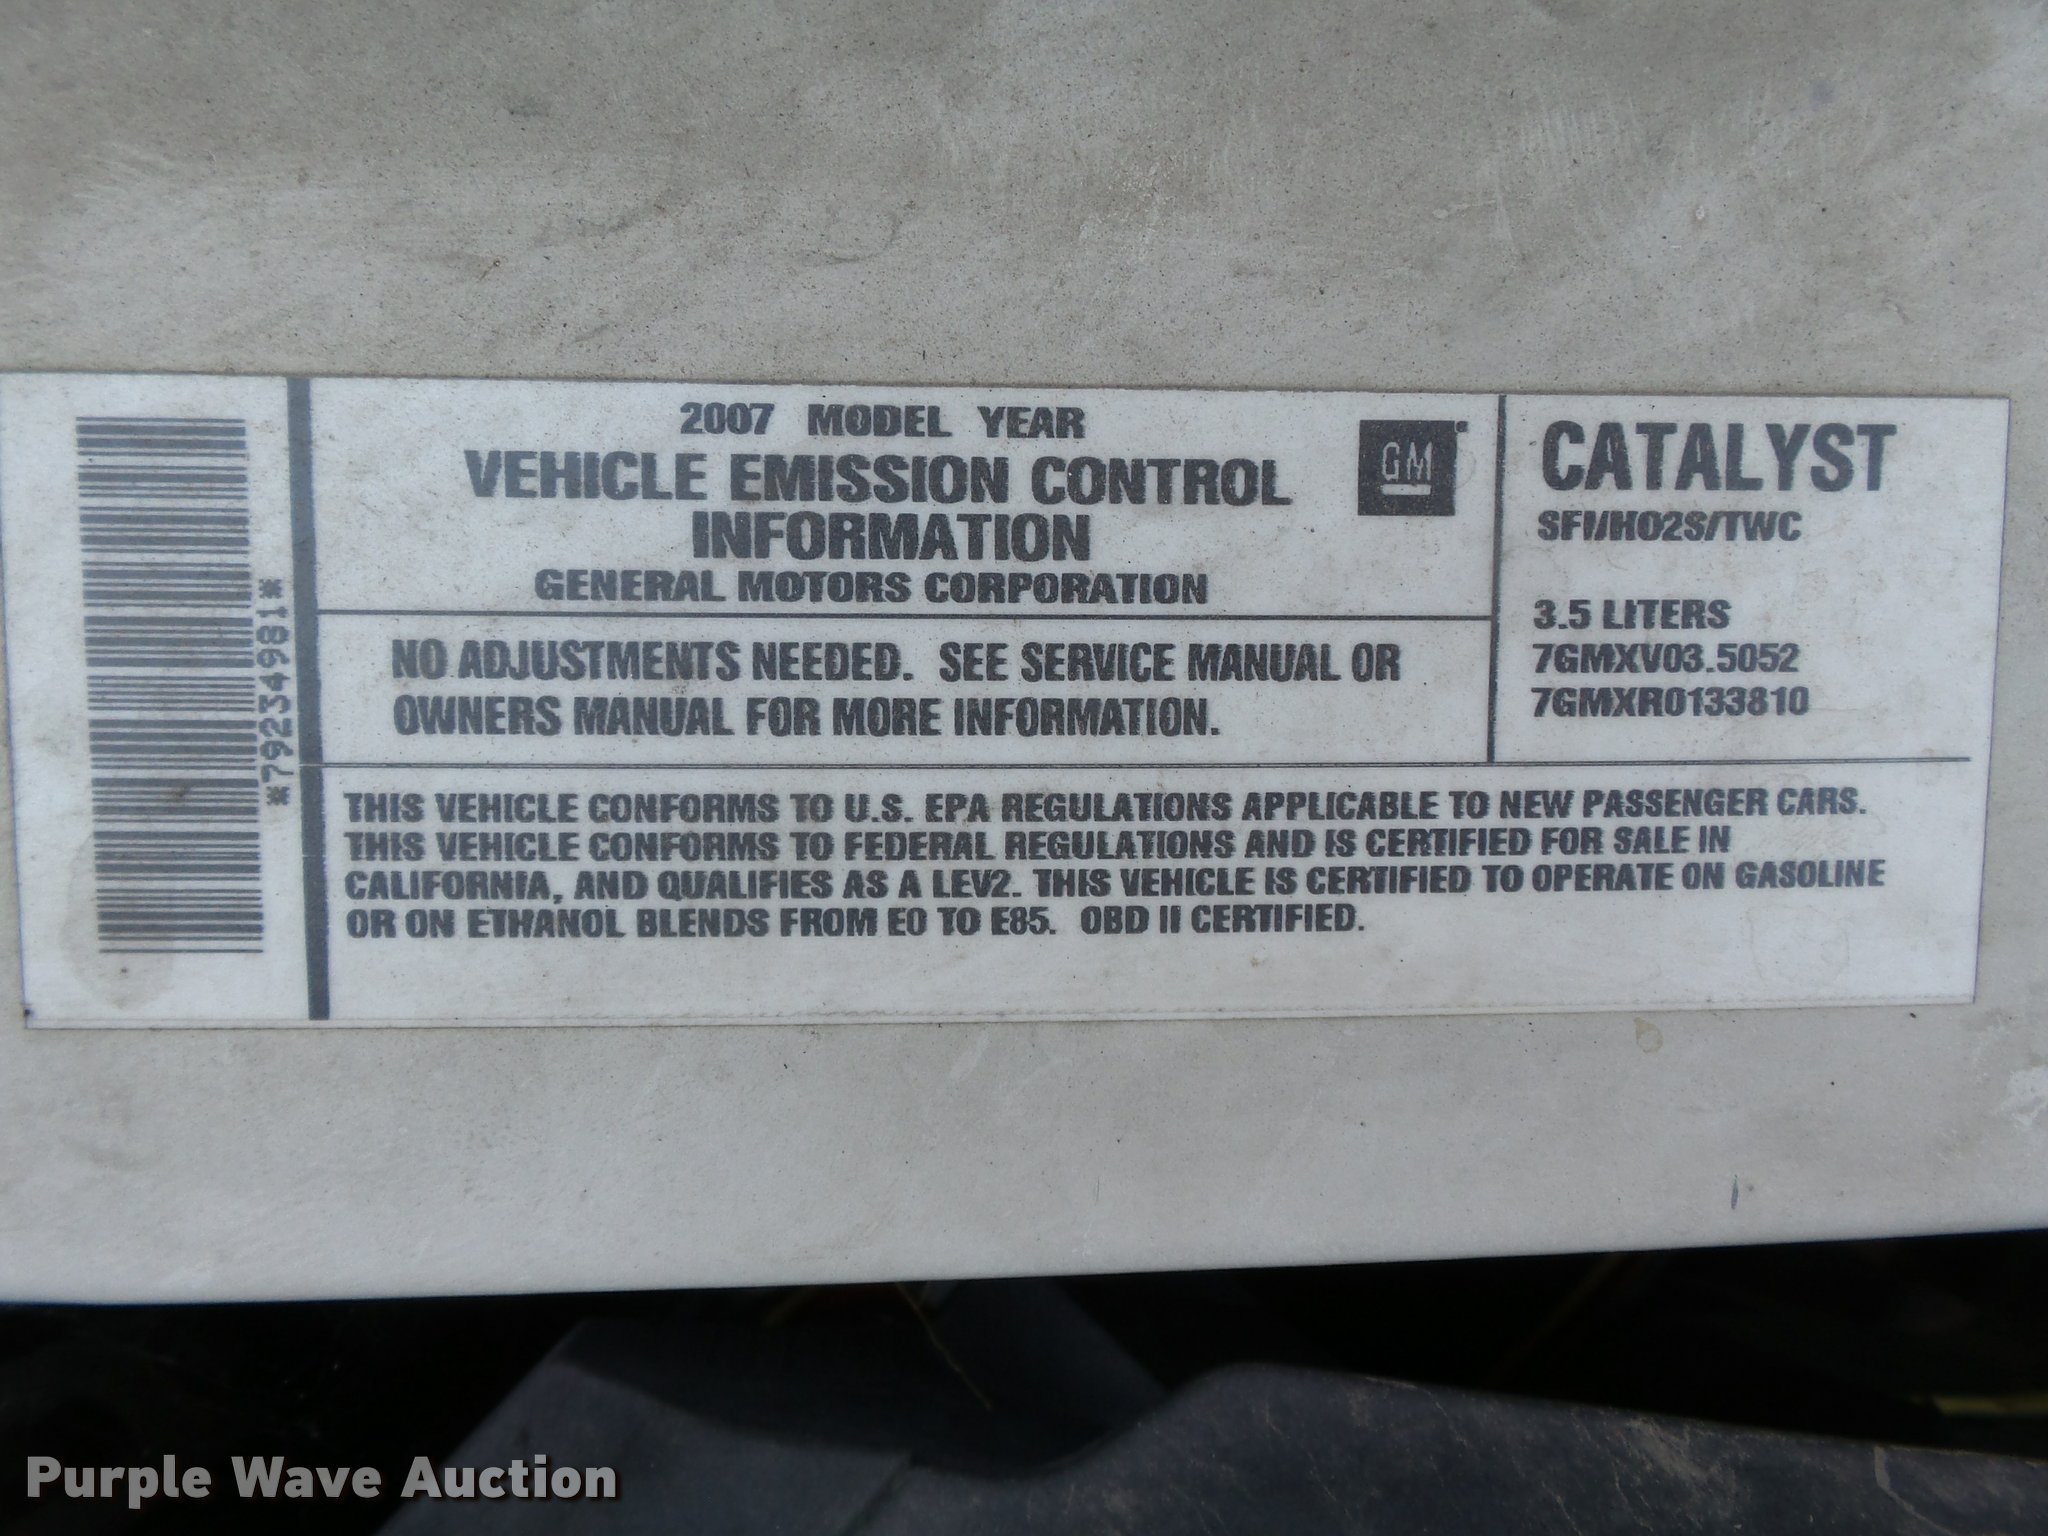 *79234981*
2007 MODEL YEAR
VEHICLE EMISSION CONTROL
INFORMATION
GENERAL MOTORS CORPORATION
GM
NO ADJUSTMENTS NEEDED. SEE SERVICE MANUAL OR
OWNERS MANUAL FOR MORE INFORMATION.
CATALYST
SFI/HO2S/TWC
3.5 LITERS
7GMXV03.5052
7GMXR0133810
THIS VEHICLE CONFORMS TO U.S. EPA REGULATIONS APPLICABLE TO NEW PASSENGER CARS.
THIS VEHICLE CONFORMS TO FEDERAL REGULATIONS AND IS CERTIFIED FOR SALE IN
CALIFORNIA, AND QUALIFIES AS A LEV2. THIS VEHICLE IS CERTIFIED TO OPERATE ON GASOLINE
OR ON ETHANOL BLENDS FROM E0 TO E85. OBD II CERTIFIED.
Purple Wave Auction